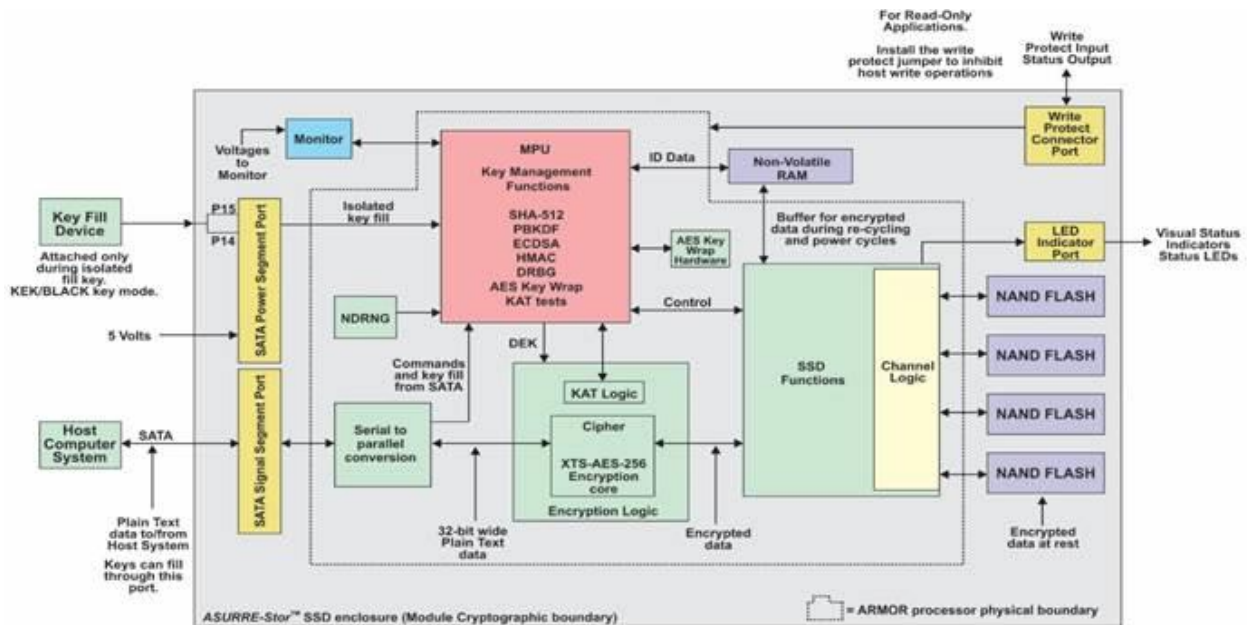 For Read-Only
Applications.
Install the write
protect jumper to inhibit
host write operations
Write
Protect Input
Status Output
Write
Protect
Connector
Port
Monitor
Voltages
to
Monitor
MPU
Key Management
Functions
SHA-512
PBKDF
ECDSA
HMAC
DRBG
AES Key Wrap
KAT tests
ID Data
Non-Volatile
RAM
Key Fill
Device
P15
P14
Isolated
key fill
SATA Power Segment Port
Attached only
during isolated
fill key.
KEK/BLACK key mode.
AES Key
Wrap
Hardware
Buffer for encrypted
data during re-cycling
and power cycles
LED
Indicator
Port
Visual Status
Indicators
Status LEDs
NDRNG
Control
5 Volts
DEK
Commands
and key fill
from SATA
KAT Logic
SSD
Functions
Channel
Logic
NAND FLASH
NAND FLASH
NAND FLASH
NAND FLASH
Host
Computer
System
SATA
SATA Signal Segment Port
Serial to
parallel
conversion
Cipher
XTS-AES-256
Encryption
core
Encryption Logic
Plain Text
data to/from
Host System
Keys can fill
through this
port.
32-bit wide
Plain Text
data
Encrypted
data
Encrypted
data at rest
ASURRE-Stor™ SSD enclosure (Module Cryptographic boundary)
= ARMOR processor physical boundary